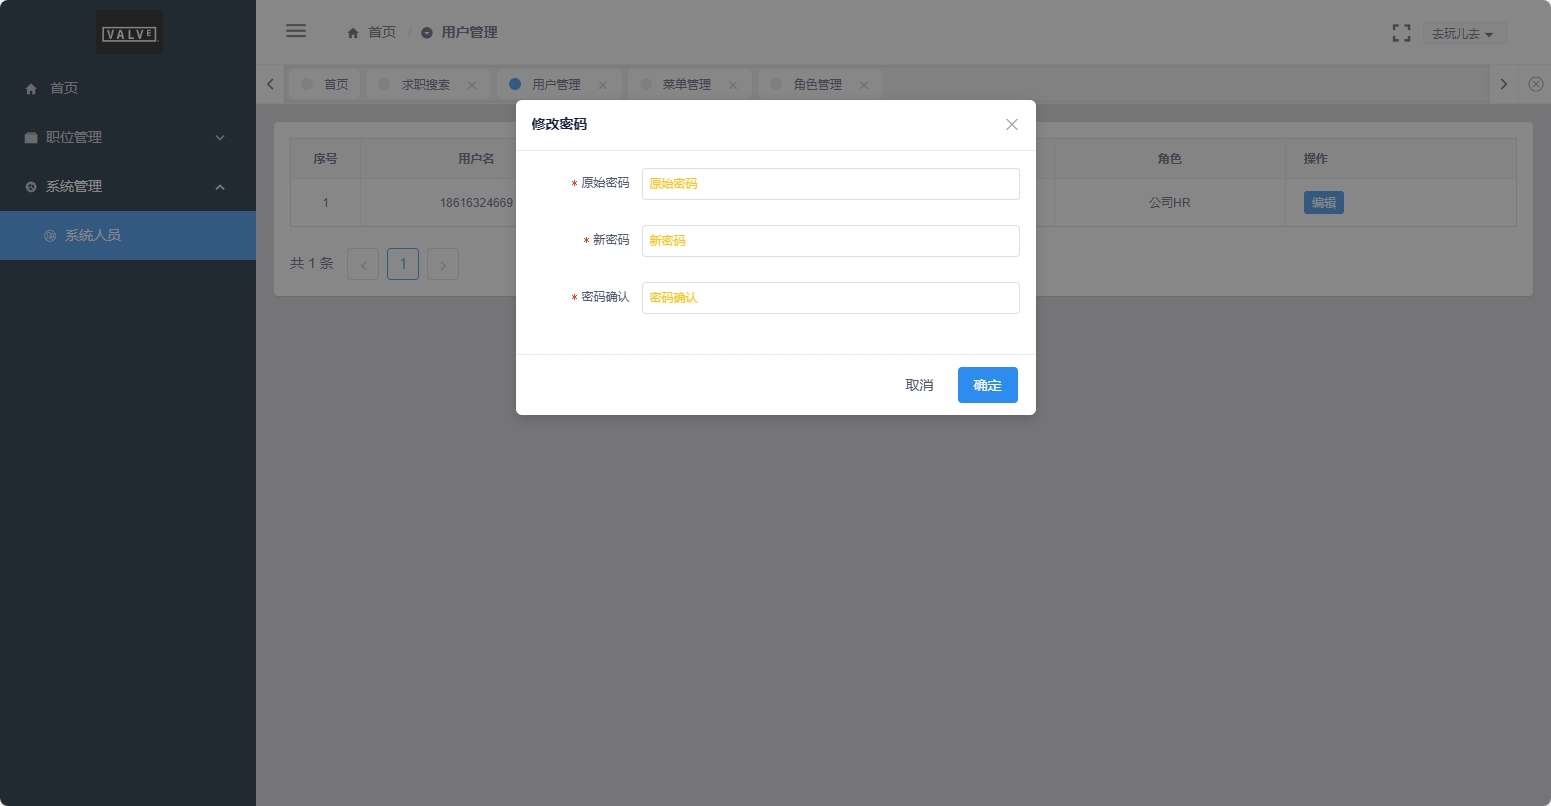 VALVE
首页
职位管理
系统管理
系统人员
首页 / 用户管理
去玩儿去
首页 求职搜索 用户管理 菜单管理 角色管理
序号 用户名 角色 操作
1 18616324669 公司HR 编辑
共 1 条 1
修改密码
* 原始密码 原始密码
* 新密码 新密码
* 密码确认 密码确认
取消 确定